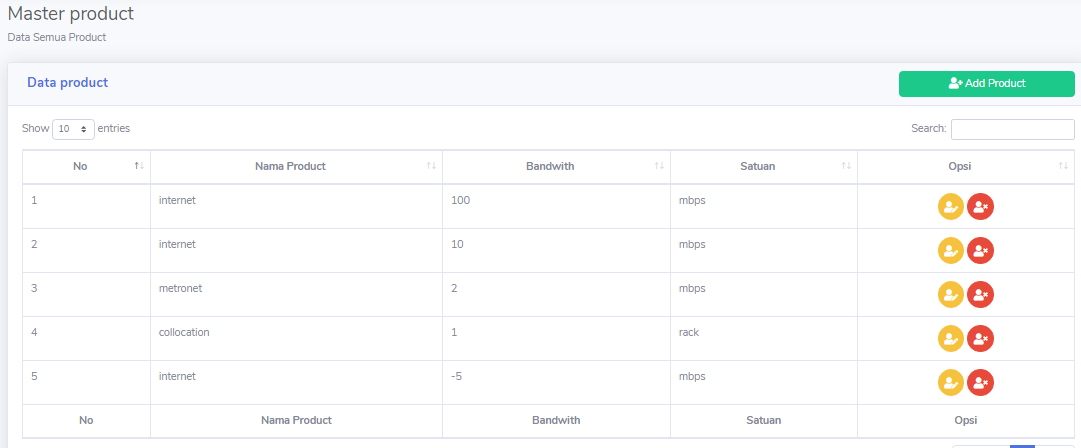 Master product
Data Semua Product
Data product
Add Product
Show 10 entries
Search:
No Nama Product Bandwith Satuan Opsi
1 internet 100 mbps
2 internet 10 mbps
3 metronet 2 mbps
4 collocation 1 rack
5 internet -5 mbps
No Nama Product Bandwith Satuan Opsi